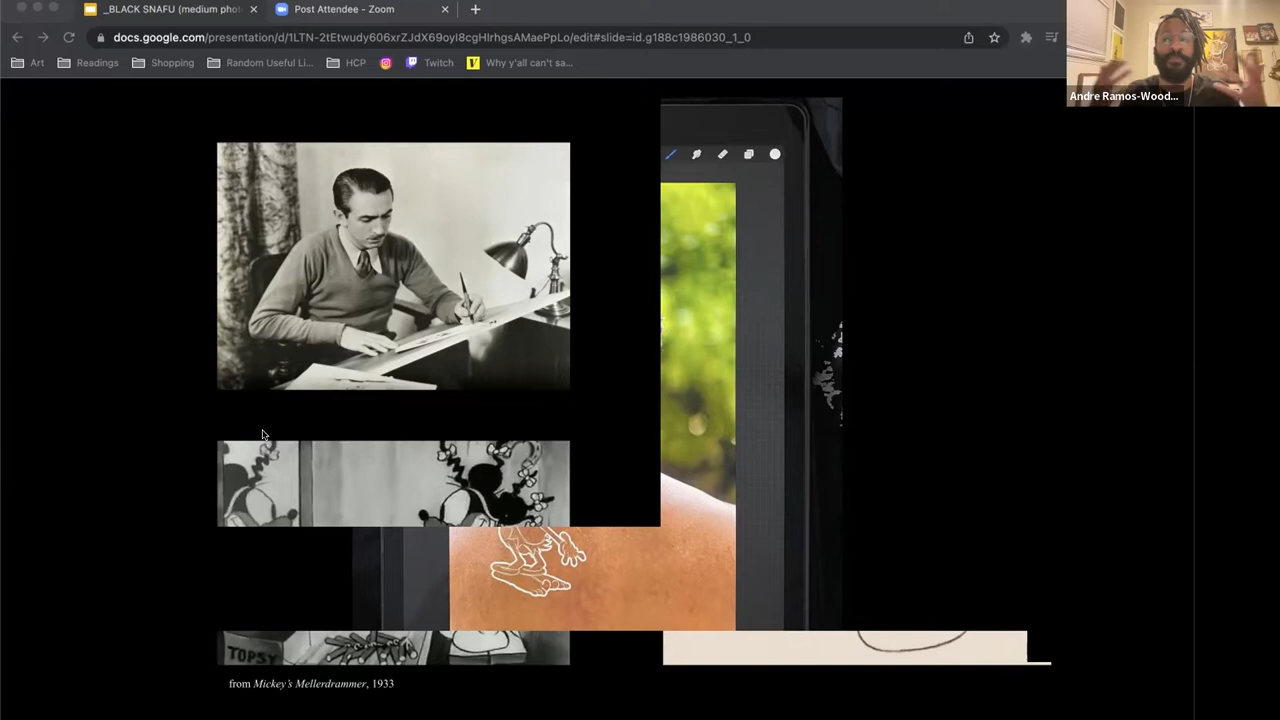 _BLACK SNAFU (medium phot
Post Attendee - Zoom
docs.google.com/presentation/d/1LTN-2tEtwudy606xrZJdX69oyI8cgHIrhgsAMaePpLo/edit#slide=id.g188c1986030_1_0
Art
Readings
Shopping
Random Useful Li...
HCP
Twitch
Why y'all can't sa...
Andre Ramos-Wood...
TOPSY
from Mickey's Mellerdrammer, 1933